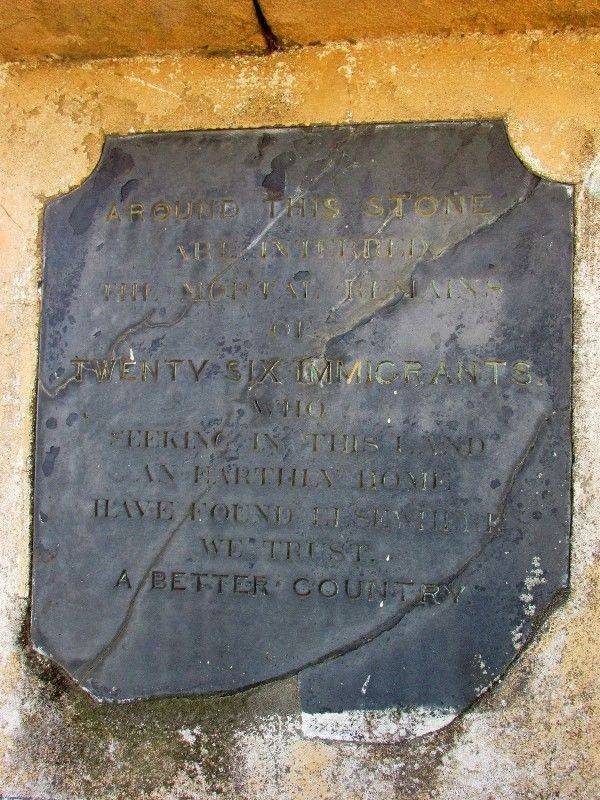 AROUND THIS STONE
ARE INTERRED
THE MORTAL REMAINS
OF
TWENTY SIX IMMIGRANTS.
WHO
SEEKING IN THIS LAND
AN EARTHLY HOME
HAVE FOUND ELSEWHERE
WE TRUST,
A BETTER COUNTRY.